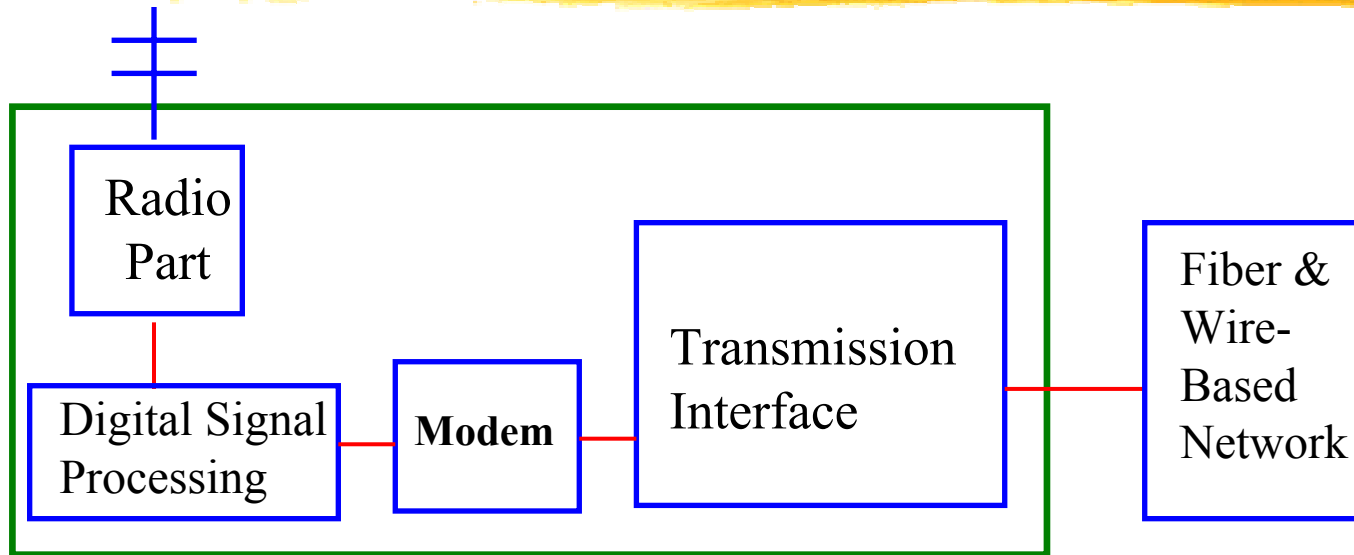 Radio
Part
Digital Signal
Processing
Modem
Transmission
Interface
Fiber &
Wire-
Based
Network